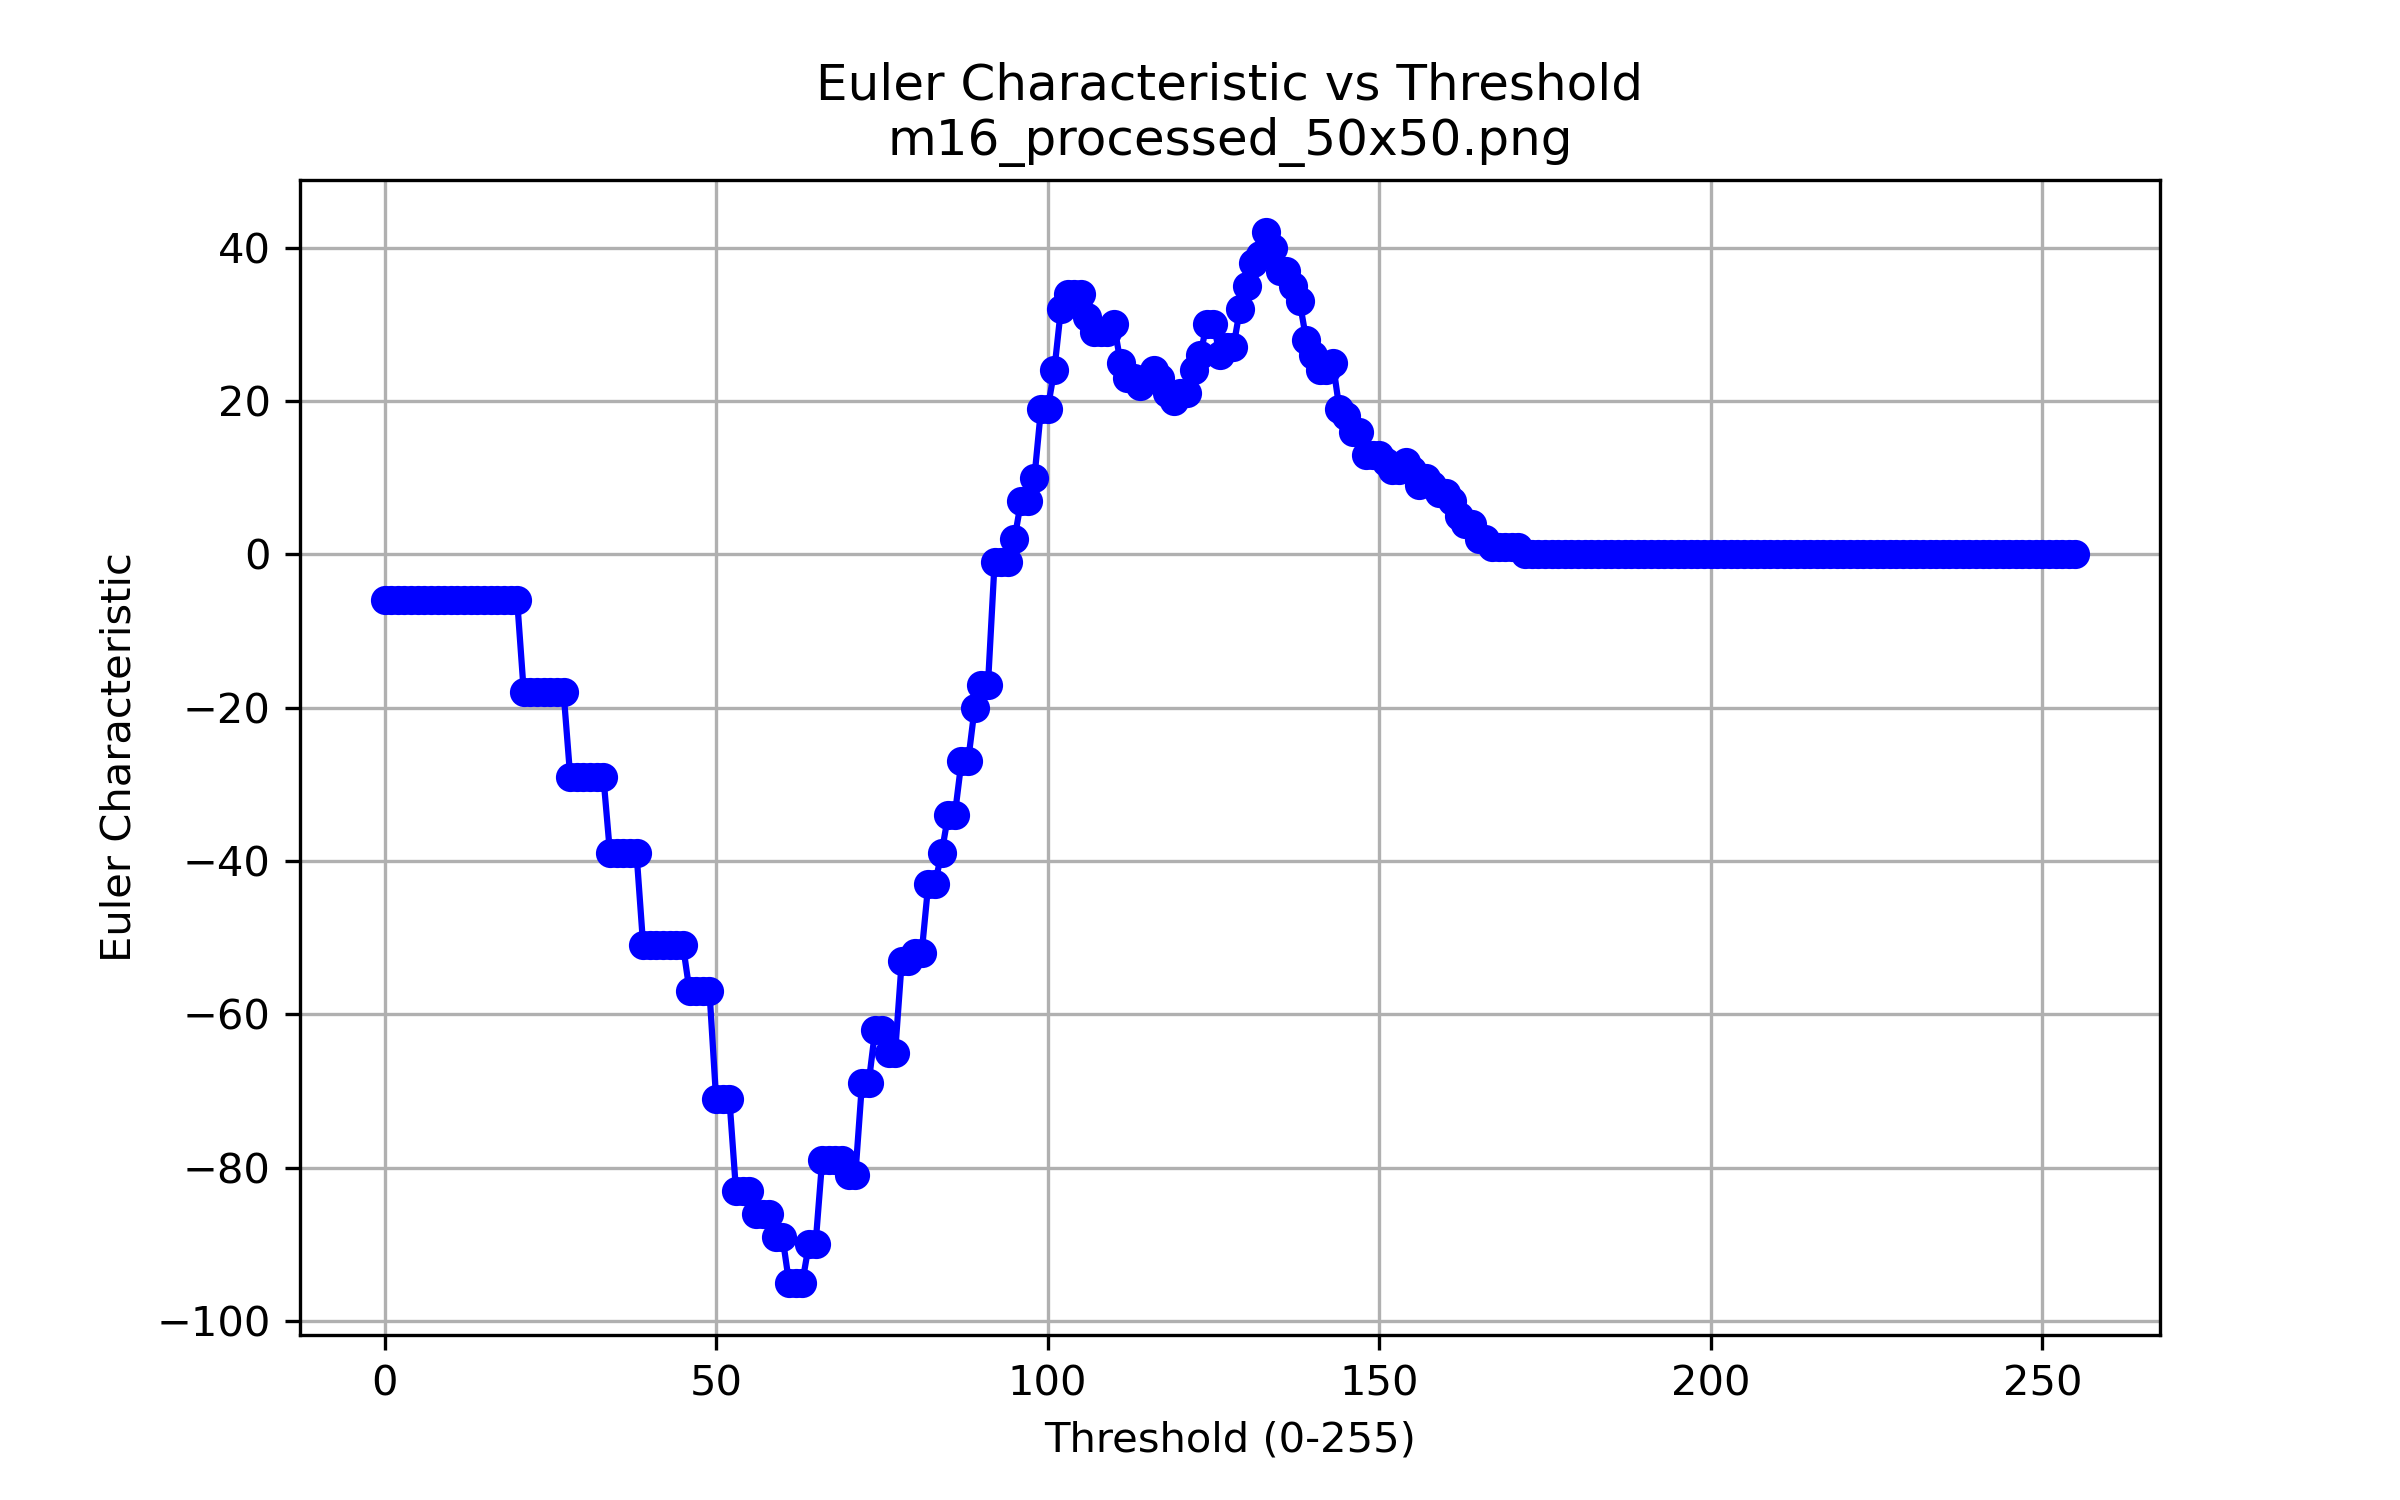 Euler Characteristic vs Threshold
m16_processed_50x50.png
Euler Characteristic
40
20
0
−20
−40
−60
−80
−100
0 50 100 150 200 250
Threshold (0-255)